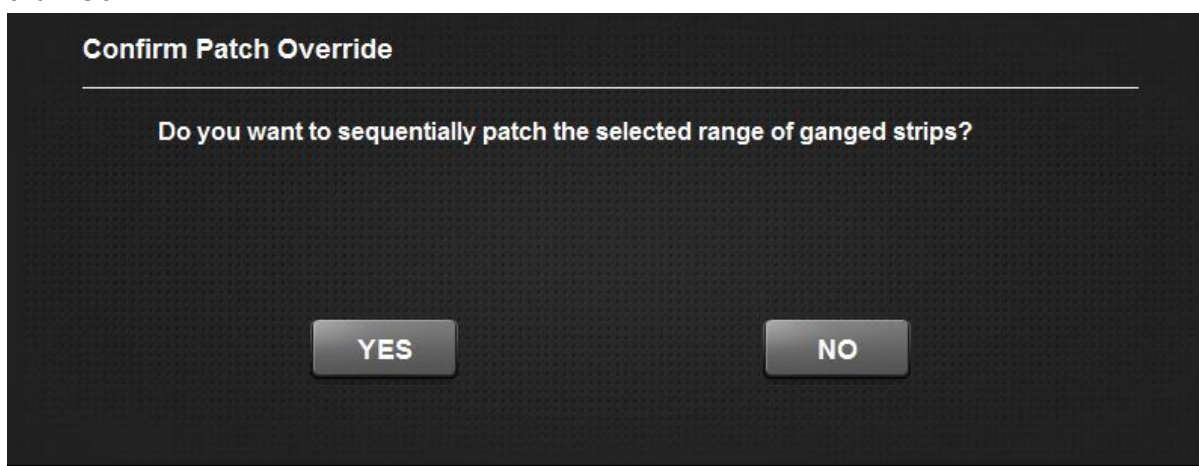 Confirm Patch Override
Do you want to sequentially patch the selected range of ganged strips?
YES
NO